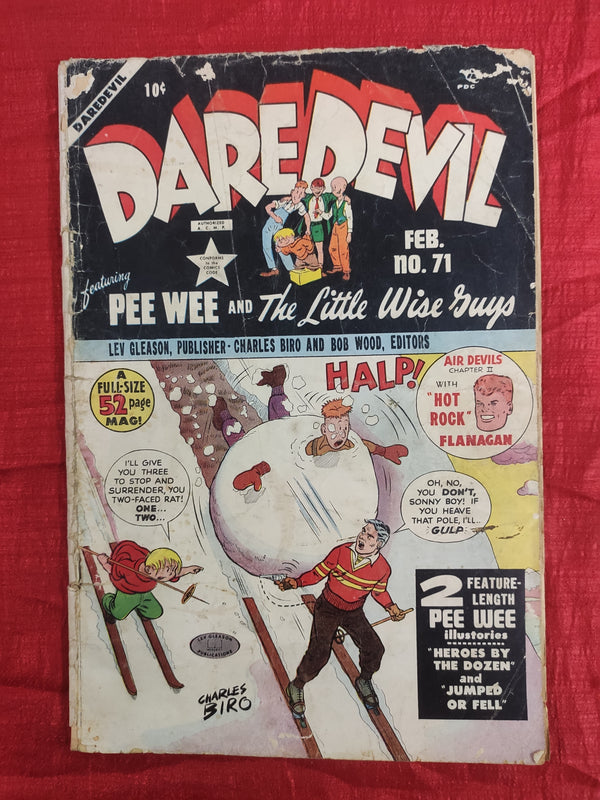 DAREDEVIL
10¢
PDC
DAREDEVIL
AUTHORIZED
A.C.M.P.
CONFORMS
to the
COMICS
CODE
FEB.
NO. 71
featuring
PEE WEE AND The Little Wise Guys
LEV GLEASON, PUBLISHER - CHARLES BIRO AND BOB WOOD, EDITORS
A
FULL-SIZE
52 page
MAG!
HALP!
AIR DEVILS
CHAPTER II
WITH
"HOT
ROCK"
FLANAGAN
I'LL GIVE
YOU THREE
TO STOP AND
SURRENDER, YOU
TWO-FACED RAT!
ONE...
TWO...
OH, NO,
YOU DON'T,
SONNY BOY! IF
YOU HEAVE
THAT POLE, I'LL..
GULP
2 FEATURE-
LENGTH
PEE WEE
illustories
"HEROES BY
THE DOZEN"
and
"JUMPED
OR FELL"
LEV GLEASON
PUBLICATIONS
CHARLES
BIRO